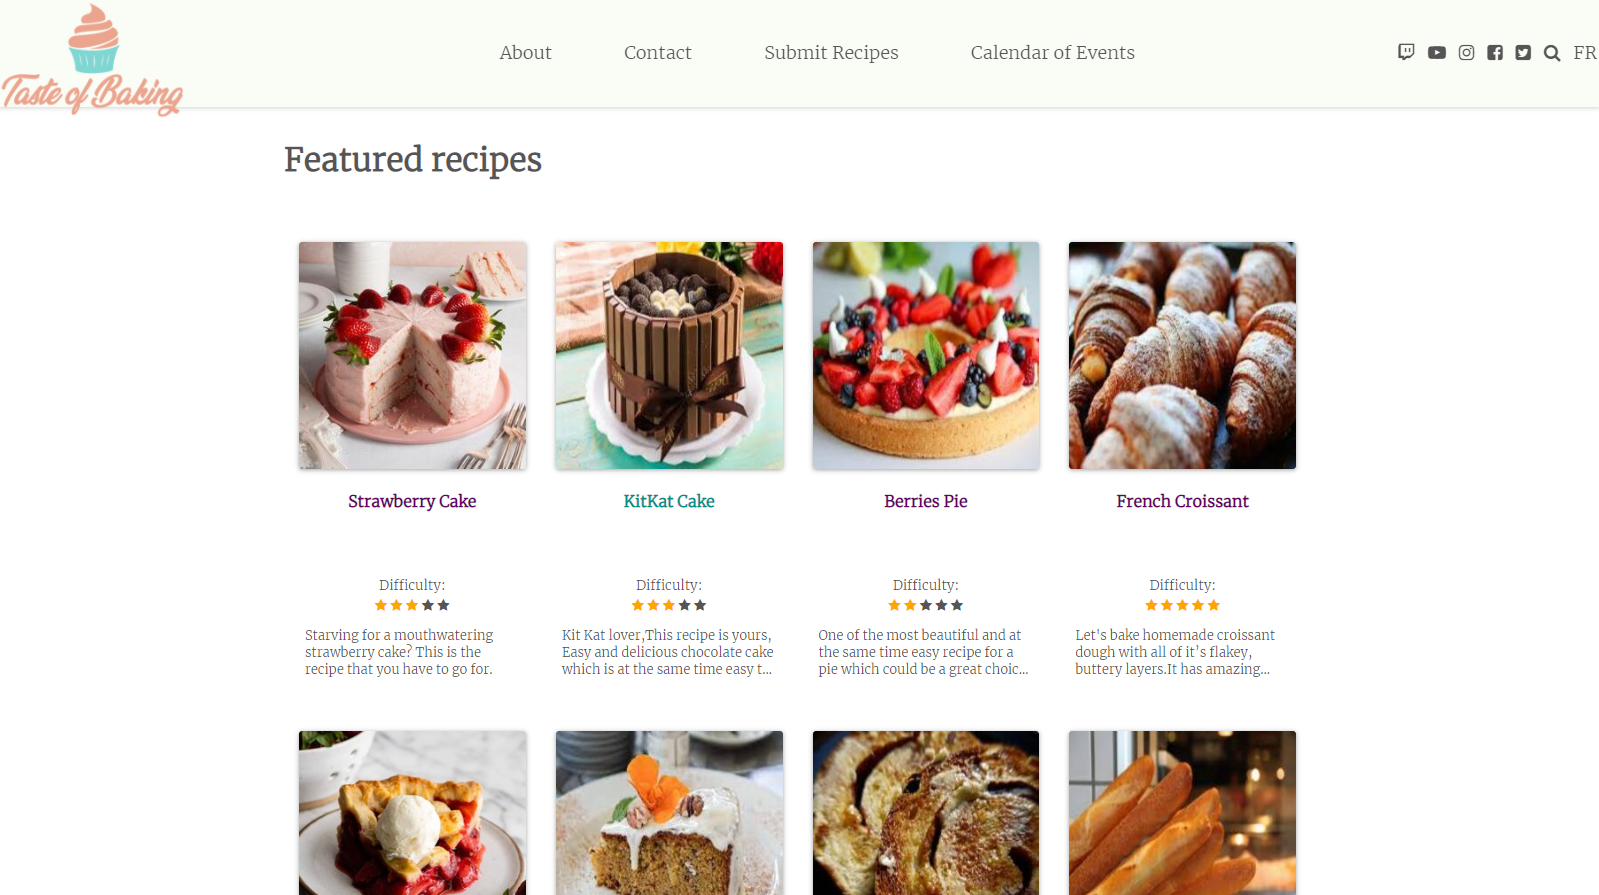 Taste of Baking
About
Contact
Submit Recipes
Calendar of Events
FR
Featured recipes
Strawberry Cake
KitKat Cake
Berries Pie
French Croissant
Difficulty:
Difficulty:
Difficulty:
Difficulty:
Starving for a mouthwatering
strawberry cake? This is the
recipe that you have to go for.
Kit Kat lover,This recipe is yours,
Easy and delicious chocolate cake
which is at the same time easy t...
One of the most beautiful and at
the same time easy recipe for a
pie which could be a great choic...
Let's bake homemade croissant
dough with all of it’s flakey,
buttery layers.It has amazing...